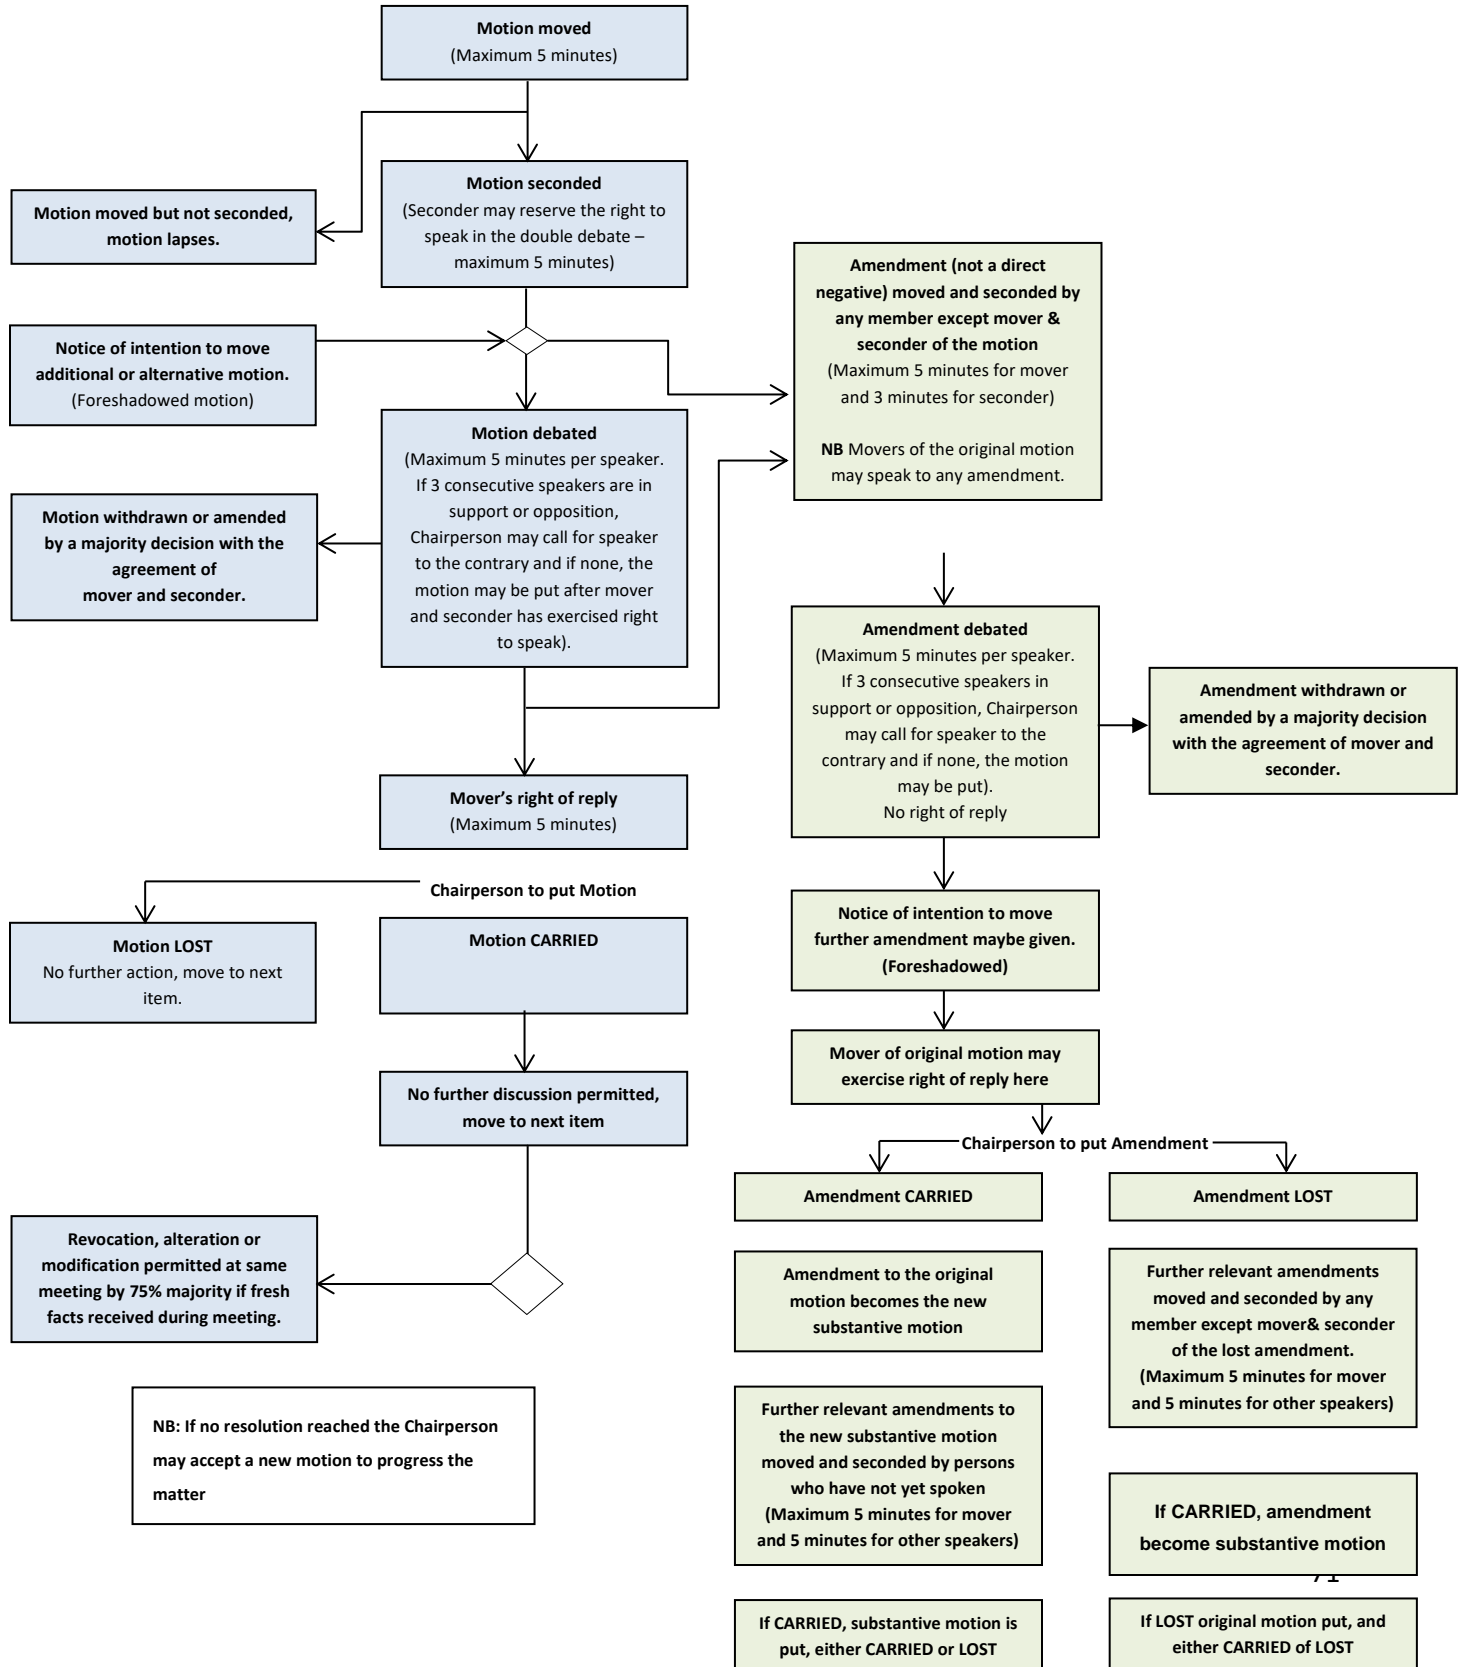 Motion moved
(Maximum 5 minutes)
Motion seconded
(Seconder may reserve the right to
speak in the double debate –
maximum 5 minutes)
Motion moved but not seconded,
motion lapses.
Amendment (not a direct
negative) moved and seconded by
any member except mover &
seconder of the motion
(Maximum 5 minutes for mover
and 3 minutes for seconder)
NB Movers of the original motion
may speak to any amendment.
Notice of intention to move
additional or alternative motion.
(Foreshadowed motion)
Motion debated
(Maximum 5 minutes per speaker.
If 3 consecutive speakers are in
support or opposition,
Chairperson may call for speaker
to the contrary and if none, the
motion may be put after mover
and seconder has exercised right
to speak).
Motion withdrawn or amended
by a majority decision with the
agreement of
mover and seconder.
Amendment debated
(Maximum 5 minutes per speaker.
If 3 consecutive speakers in
support or opposition, Chairperson
may call for speaker to the
contrary and if none, the motion
may be put).
No right of reply
Amendment withdrawn or
amended by a majority decision
with the agreement of mover and
seconder.
Mover’s right of reply
(Maximum 5 minutes)
Chairperson to put Motion
Motion LOST
No further action, move to next
item.
Motion CARRIED
Notice of intention to move
further amendment maybe given.
(Foreshadowed)
Mover of original motion may
exercise right of reply here
No further discussion permitted,
move to next item
Chairperson to put Amendment
Amendment CARRIED
Amendment LOST
Revocation, alteration or
modification permitted at same
meeting by 75% majority if fresh
facts received during meeting.
Amendment to the original
motion becomes the new
substantive motion
Further relevant amendments
moved and seconded by any
member except mover& seconder
of the lost amendment.
(Maximum 5 minutes for mover
and 5 minutes for other speakers)
NB: If no resolution reached the Chairperson
may accept a new motion to progress the
matter
Further relevant amendments to
the new substantive motion
moved and seconded by persons
who have not yet spoken
(Maximum 5 minutes for mover
and 5 minutes for other speakers)
If CARRIED, amendment
become substantive motion
If CARRIED, substantive motion is
put, either CARRIED or LOST
If LOST original motion put, and
either CARRIED of LOST